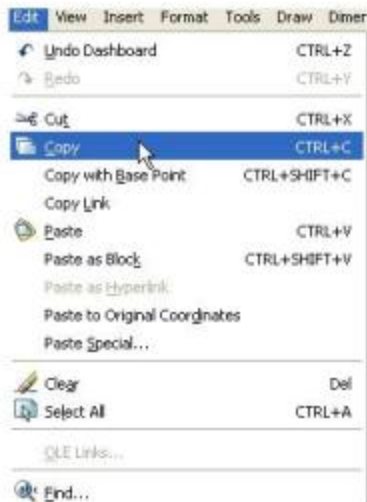 Edit View Insert Format Tools Draw Dimen
Undo Dashboard CTRL+Z
Redo CTRL+Y
Cut CTRL+X
Copy CTRL+C
Copy with Base Point CTRL+SHIFT+C
Copy Link
Paste CTRL+V
Paste as Block CTRL+SHIFT+V
Paste as Hyperlink
Paste to Original Coordinates
Paste Special...
Clear Del
Select All CTRL+A
OLE Links...
Find...